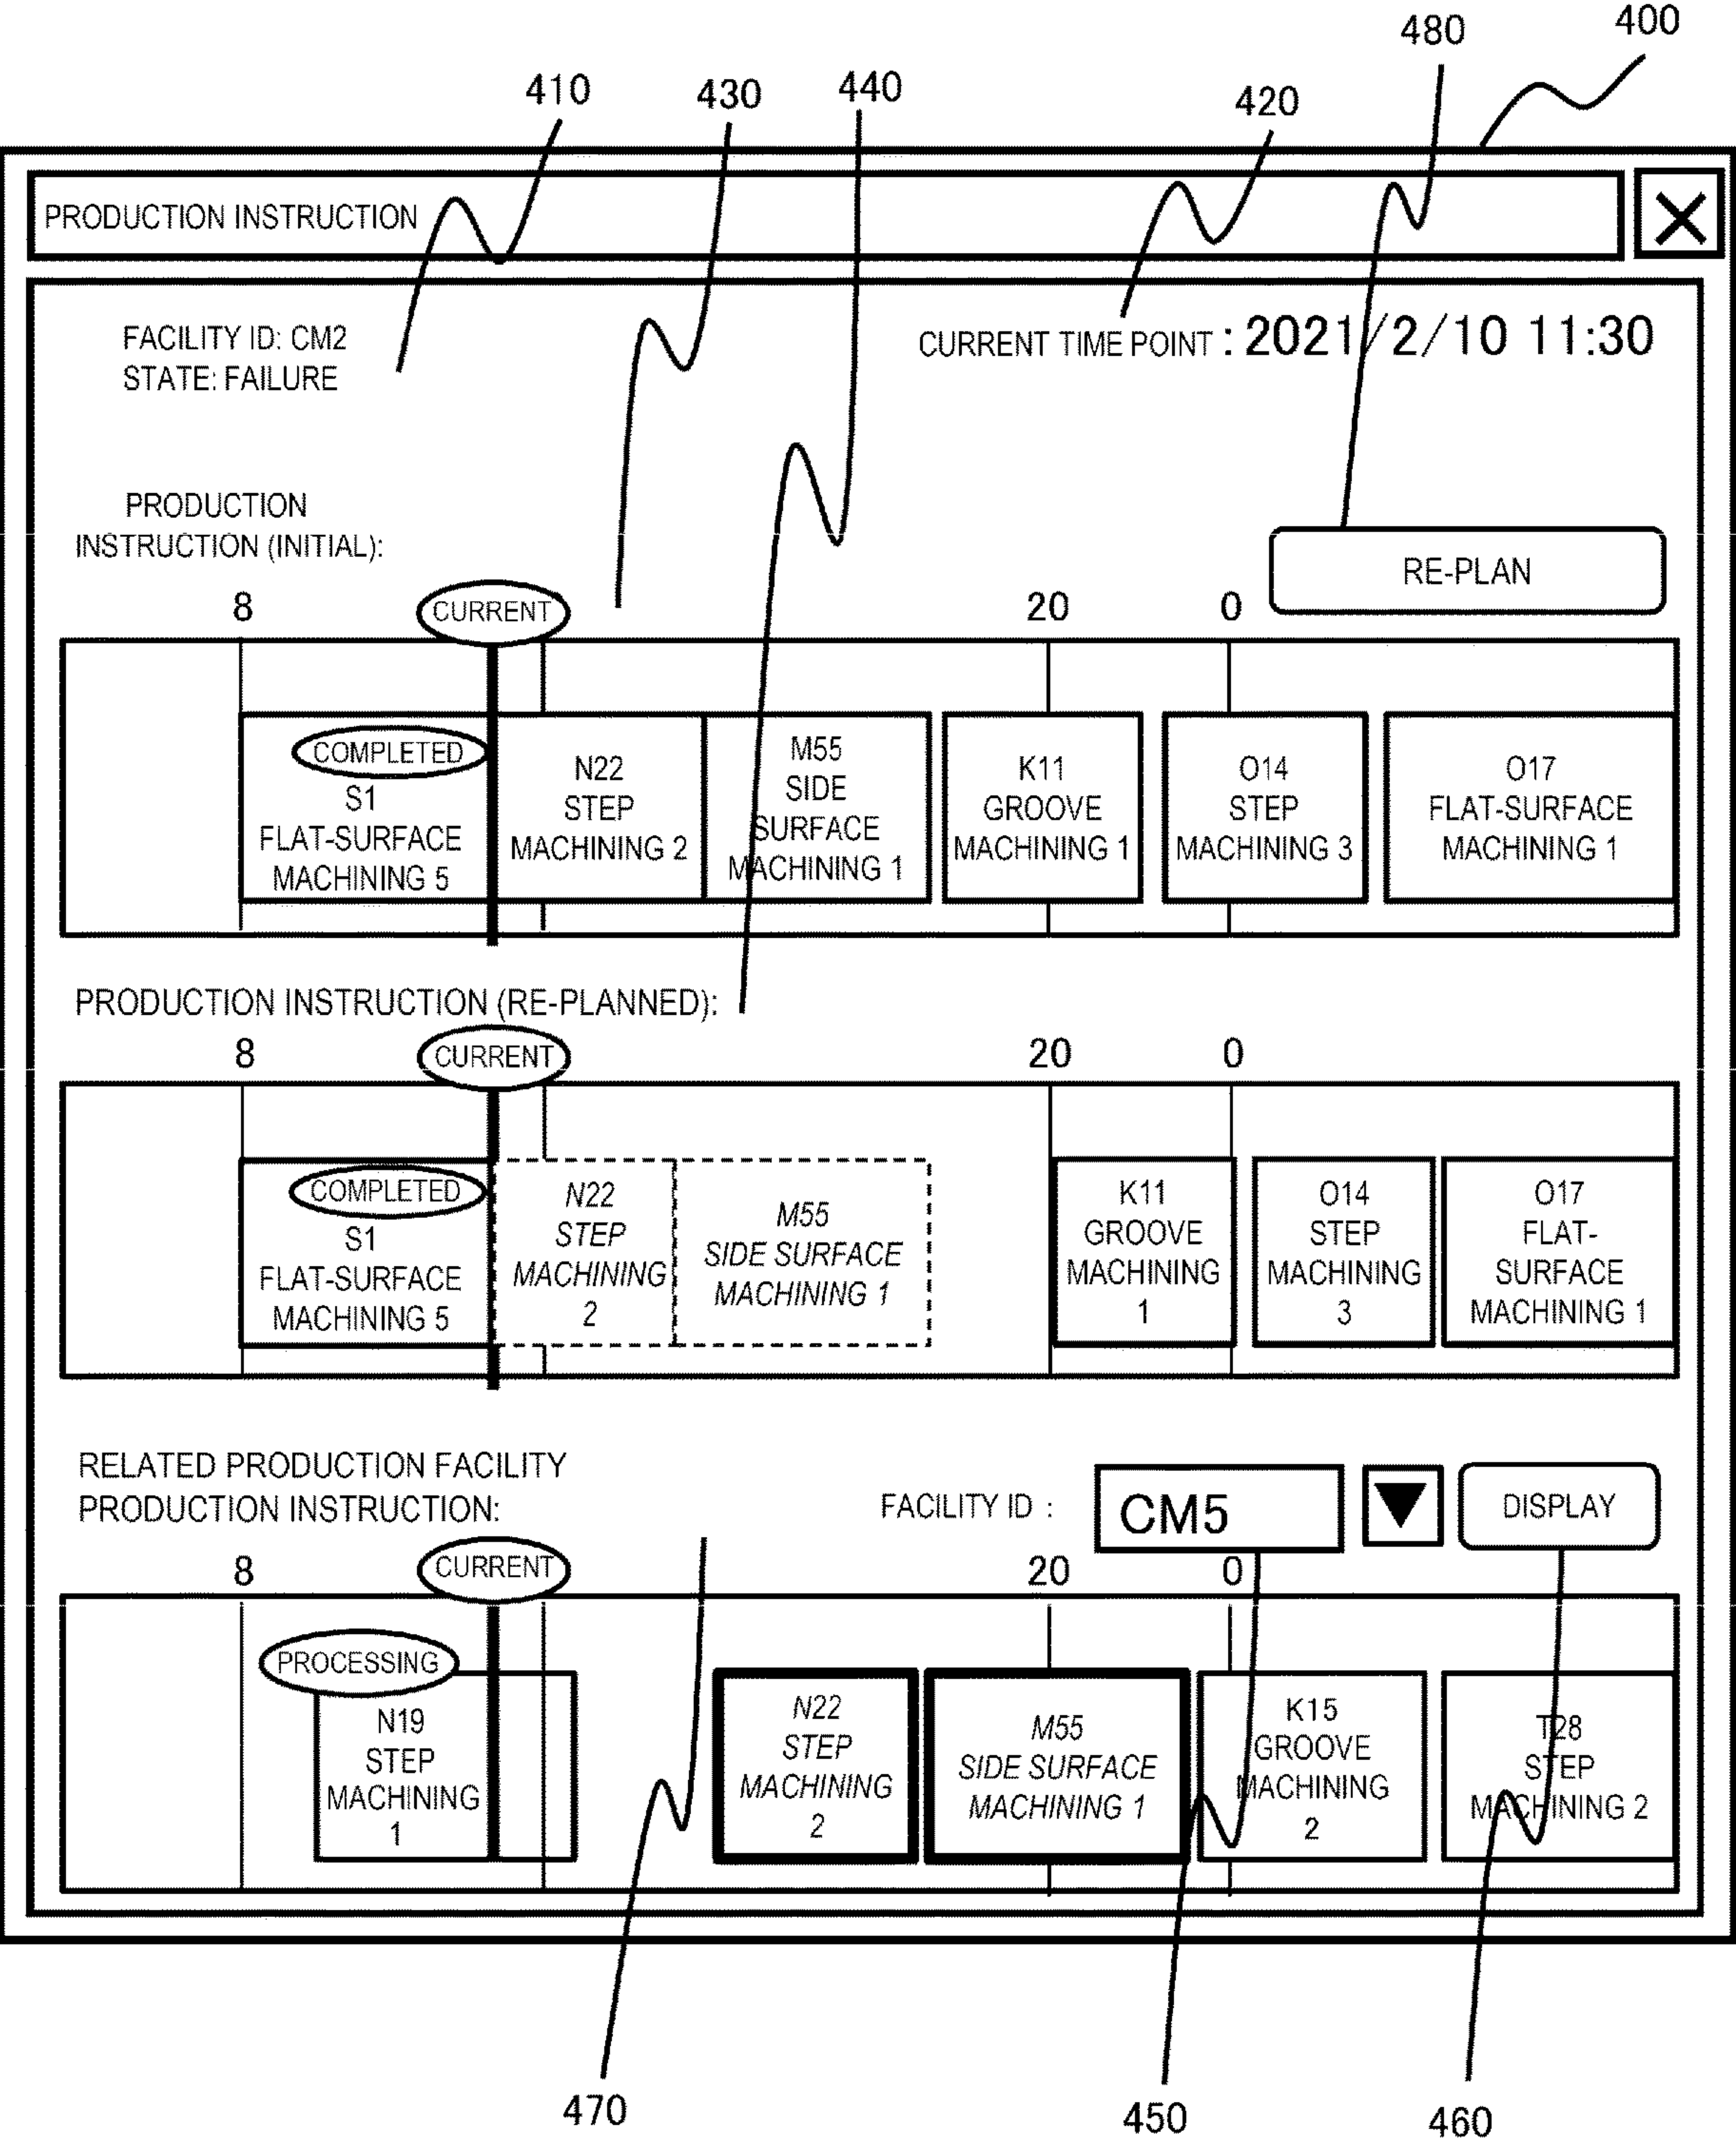 400
480
410
430
440
420
PRODUCTION INSTRUCTION
FACILITY ID: CM2
STATE: FAILURE
CURRENT TIME POINT : 2021/2/10 11:30
PRODUCTION
INSTRUCTION (INITIAL):
RE-PLAN
8
CURRENT
20
0
COMPLETED
S1
FLAT-SURFACE
MACHINING 5
N22
STEP
MACHINING 2
M55
SIDE
SURFACE
MACHINING 1
K11
GROOVE
MACHINING 1
O14
STEP
MACHINING 3
O17
FLAT-SURFACE
MACHINING 1
PRODUCTION INSTRUCTION (RE-PLANNED):
8
CURRENT
20
0
COMPLETED
S1
FLAT-SURFACE
MACHINING 5
N22
STEP
MACHINING
2
M55
SIDE SURFACE
MACHINING 1
K11
GROOVE
MACHINING
1
O14
STEP
MACHINING
3
O17
FLAT-
SURFACE
MACHINING 1
RELATED PRODUCTION FACILITY
PRODUCTION INSTRUCTION:
FACILITY ID :
CM5
DISPLAY
8
CURRENT
20
0
PROCESSING
N19
STEP
MACHINING
1
N22
STEP
MACHINING
2
M55
SIDE SURFACE
MACHINING 1
K15
GROOVE
MACHINING
2
T28
STEP
MACHINING 2
470
450
460